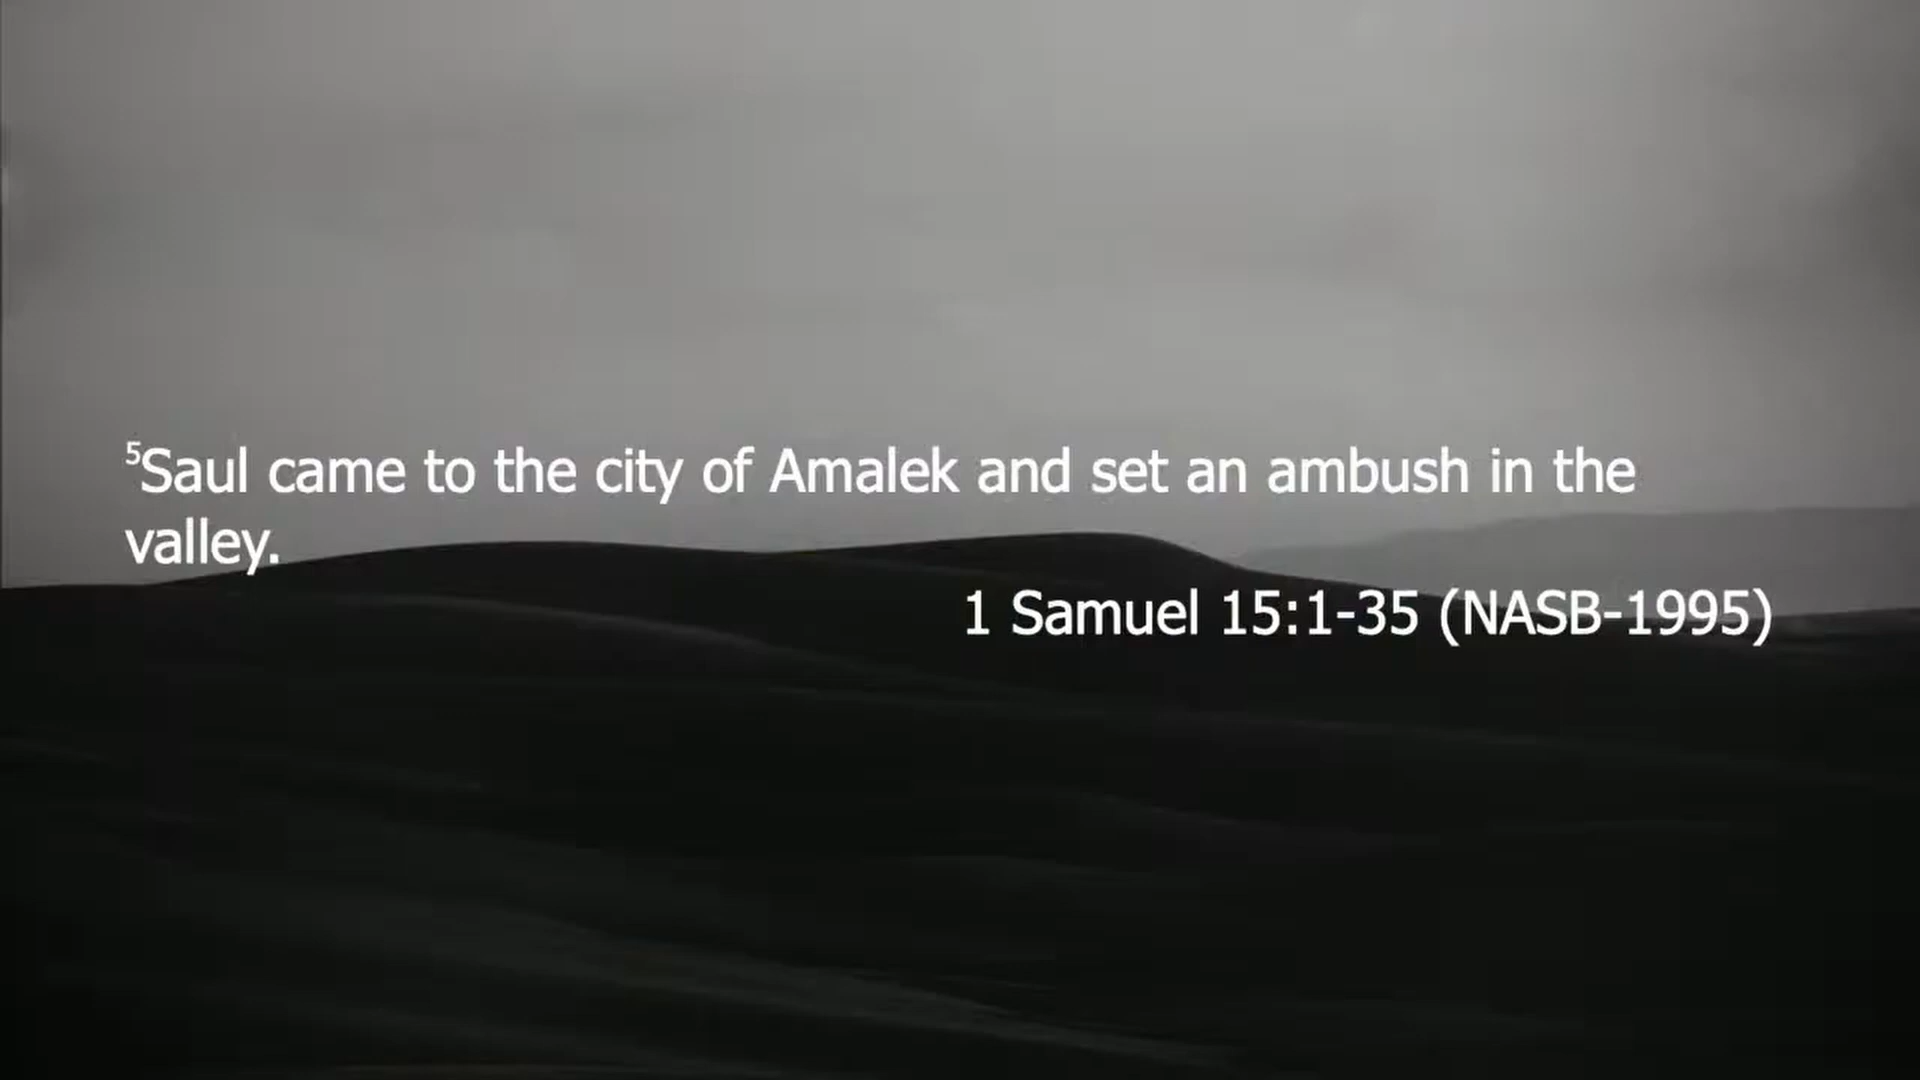 ⁵Saul came to the city of Amalek and set an ambush in the
valley.
1 Samuel 15:1-35 (NASB-1995)